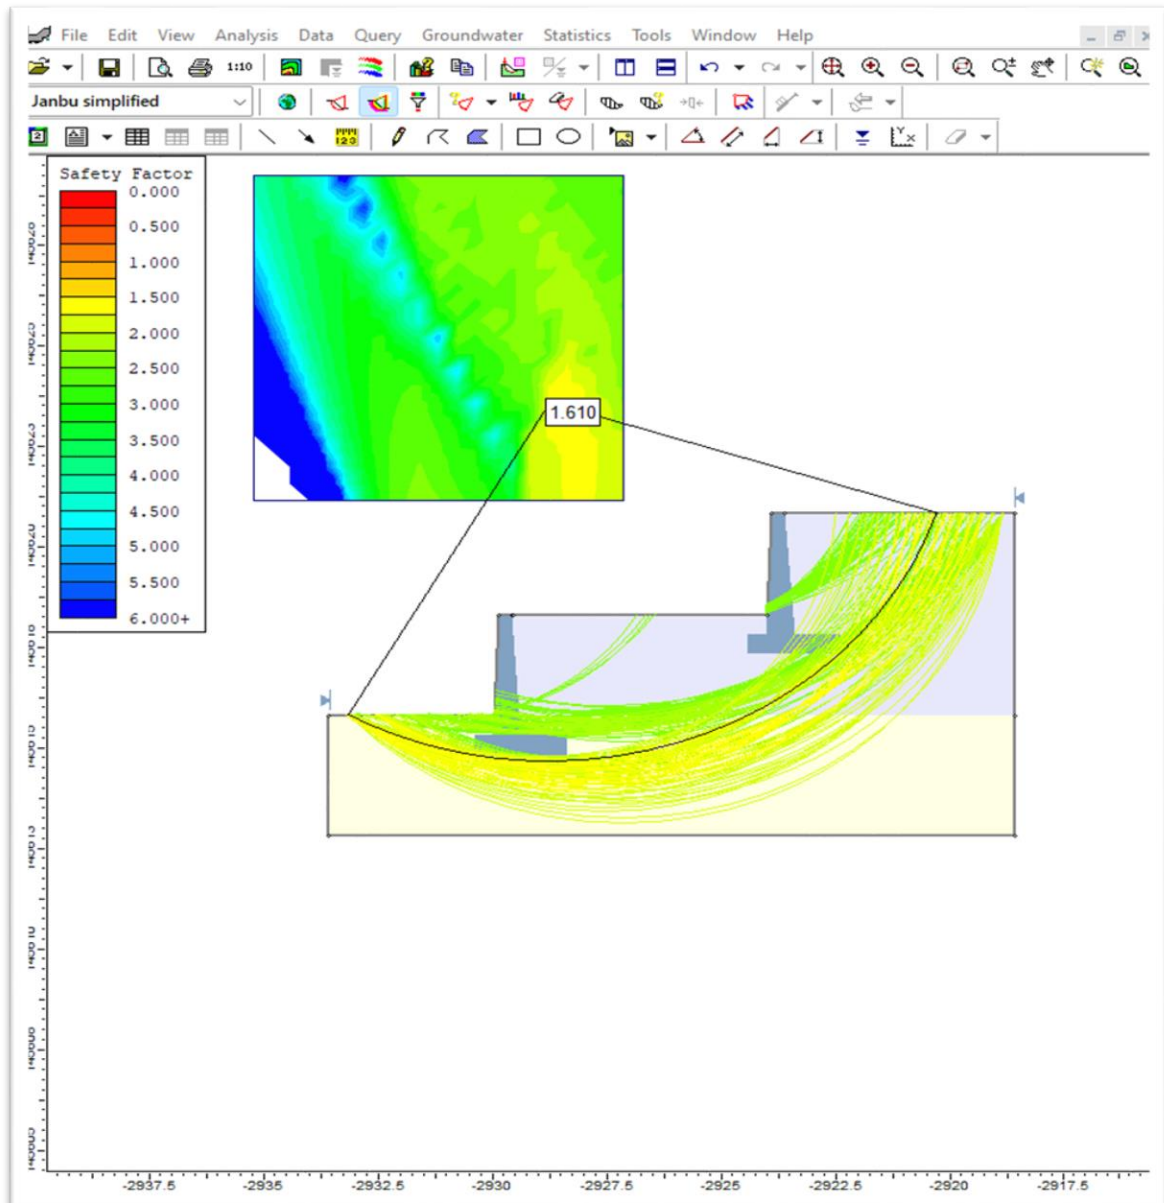 File Edit View Analysis Data Query Groundwater Statistics Tools Window Help
1:10
Janbu simplified
2
123
Y
x
Safety Factor
0.000
0.500
1.000
1.500
2.000
2.500
3.000
3.500
4.000
4.500
5.000
5.500
6.000+
1.610
-2937.5 -2935 -2932.5 -2930 -2927.5 -2925 -2922.5 -2920 -2917.5